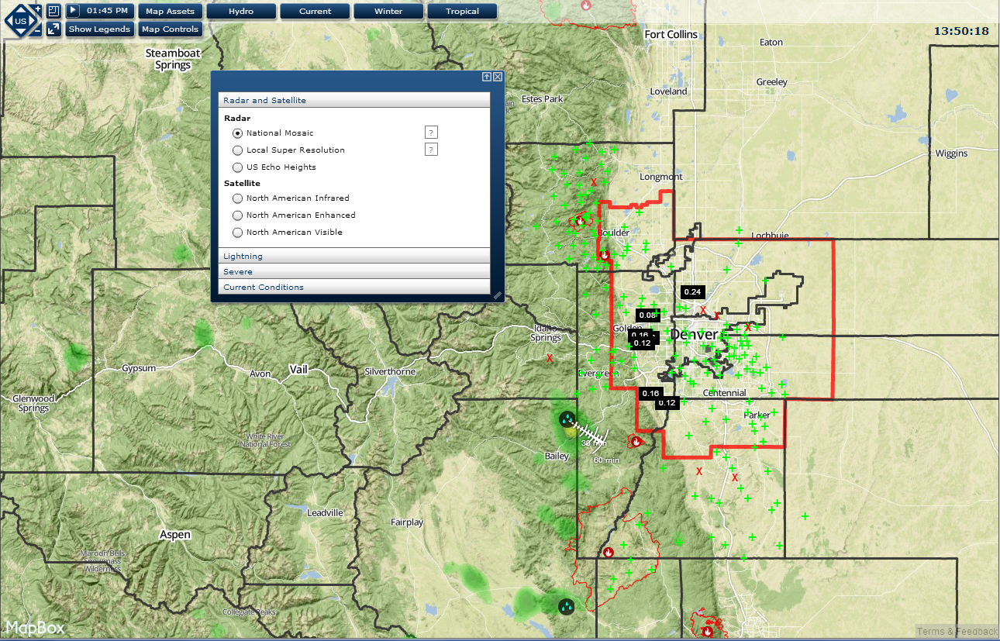 US
01:45 PM
Map Assets
Hydro
Current
Winter
Tropical
Show Legends
Map Controls
13:50:18
Fort Collins
Eaton
Steamboat
Springs
Greeley
Loveland
Estes Park
Radar and Satellite
Radar
National Mosaic
?
Local Super Resolution
?
US Echo Heights
Satellite
North American Infrared
North American Enhanced
North American Visible
Lightning
Severe
Current Conditions
Wiggins
Longmont
Boulder
Lochbuie
0.24
0.08
Golden
0.16
0.12
Denver
Idaho
Springs
Evergreen
Gypsum
Avon
Vail
Silverthorne
Glenwood
Springs
0.16
0.12
Centennial
Parker
White River
National Forest
30 min
60 min
Bailey
Leadville
Fairplay
Aspen
Maroon Bells
Snowmass
Wilderness
Collegiate Peaks
MapBox
Terms & Feedback